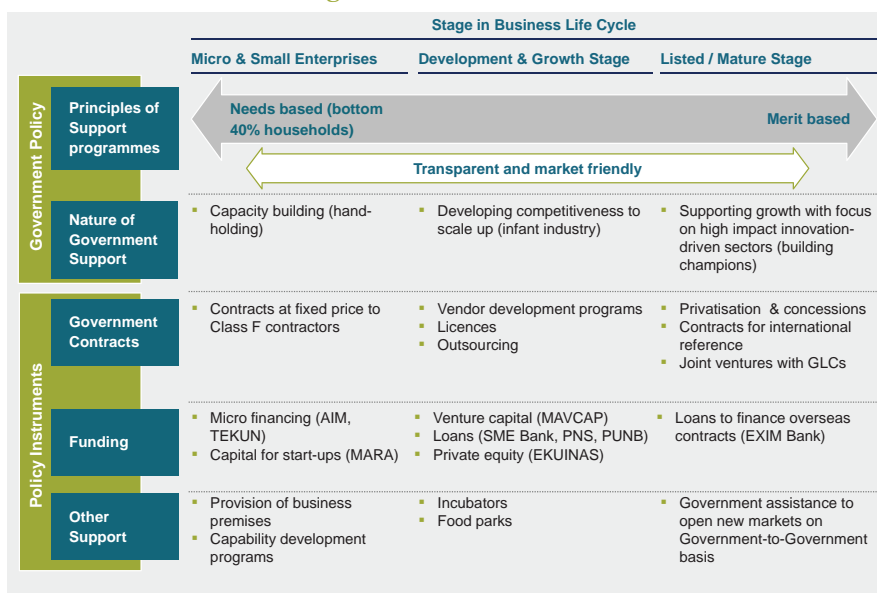 Stage in Business Life Cycle
Micro & Small Enterprises
Development & Growth Stage
Listed / Mature Stage
Government Policy
Principles of
Support
programmes
Needs based (bottom
40% households)
Merit based
Transparent and market friendly
Nature of
Government
Support
▪ Capacity building (hand-
holding)
▪ Developing competitiveness to
scale up (infant industry)
▪ Supporting growth with focus
on high impact innovation-
driven sectors (building
champions)
Policy Instruments
Government
Contracts
▪ Contracts at fixed price to
Class F contractors
▪ Vendor development programs
▪ Licences
▪ Outsourcing
▪ Privatisation & concessions
▪ Contracts for international
reference
▪ Joint ventures with GLCs
Funding
▪ Micro financing (AIM,
TEKUN)
▪ Capital for start-ups (MARA)
▪ Venture capital (MAVCAP)
▪ Loans (SME Bank, PNS, PUNB)
▪ Private equity (EKUINAS)
▪ Loans to finance overseas
contracts (EXIM Bank)
Other
Support
▪ Provision of business
premises
▪ Capability development
programs
▪ Incubators
▪ Food parks
▪ Government assistance to
open new markets on
Government-to-Government
basis